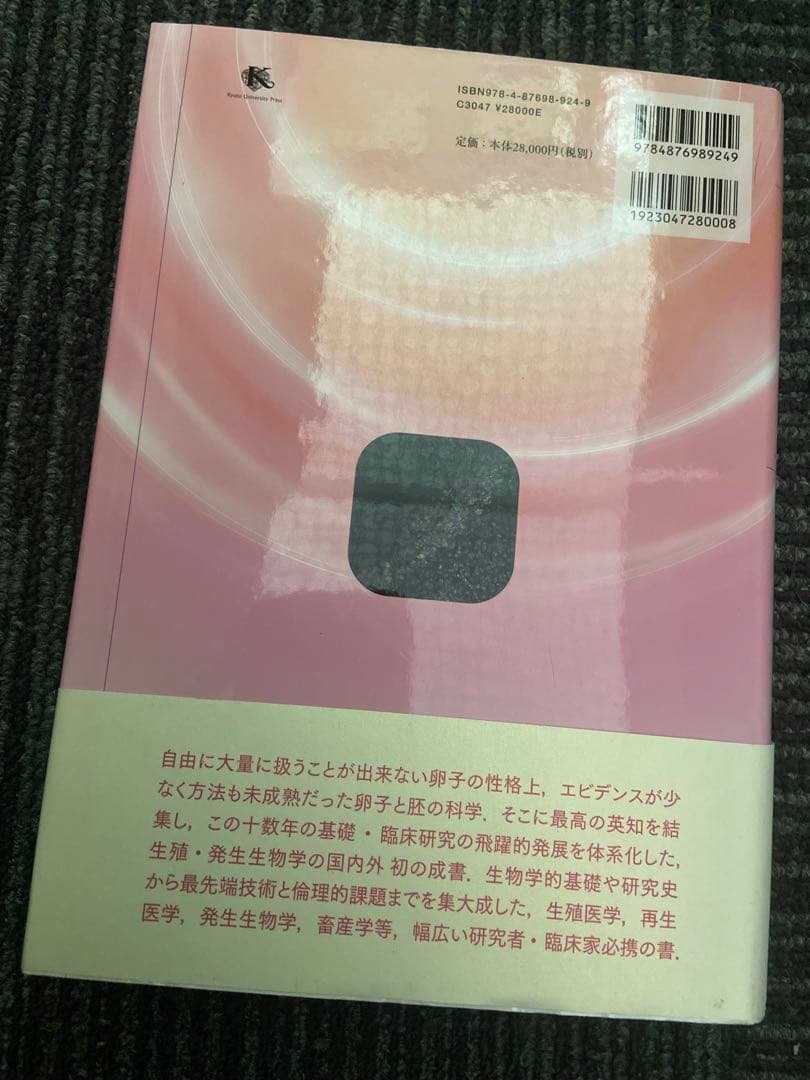 K
Kyoto University Press
ISBN978-4-87698-924-9
C3047 ¥28000E
定価：本体28,000円(税別)
9784876989249
1923047280008
自由に大量に扱うことが出来ない卵子の性格上，エビデンスが少
なく方法も未成熟だった卵子と胚の科学．そこに最高の英知を結
集し，この十数年の基礎・臨床研究の飛躍的発展を体系化した，
生殖・発生生物学の国内外 初の成書．生物学的基礎や研究史
から最先端技術と倫理的課題までを集大成した，生殖医学，再生
医学，発生生物学，畜産学等，幅広い研究者・臨床家必携の書．